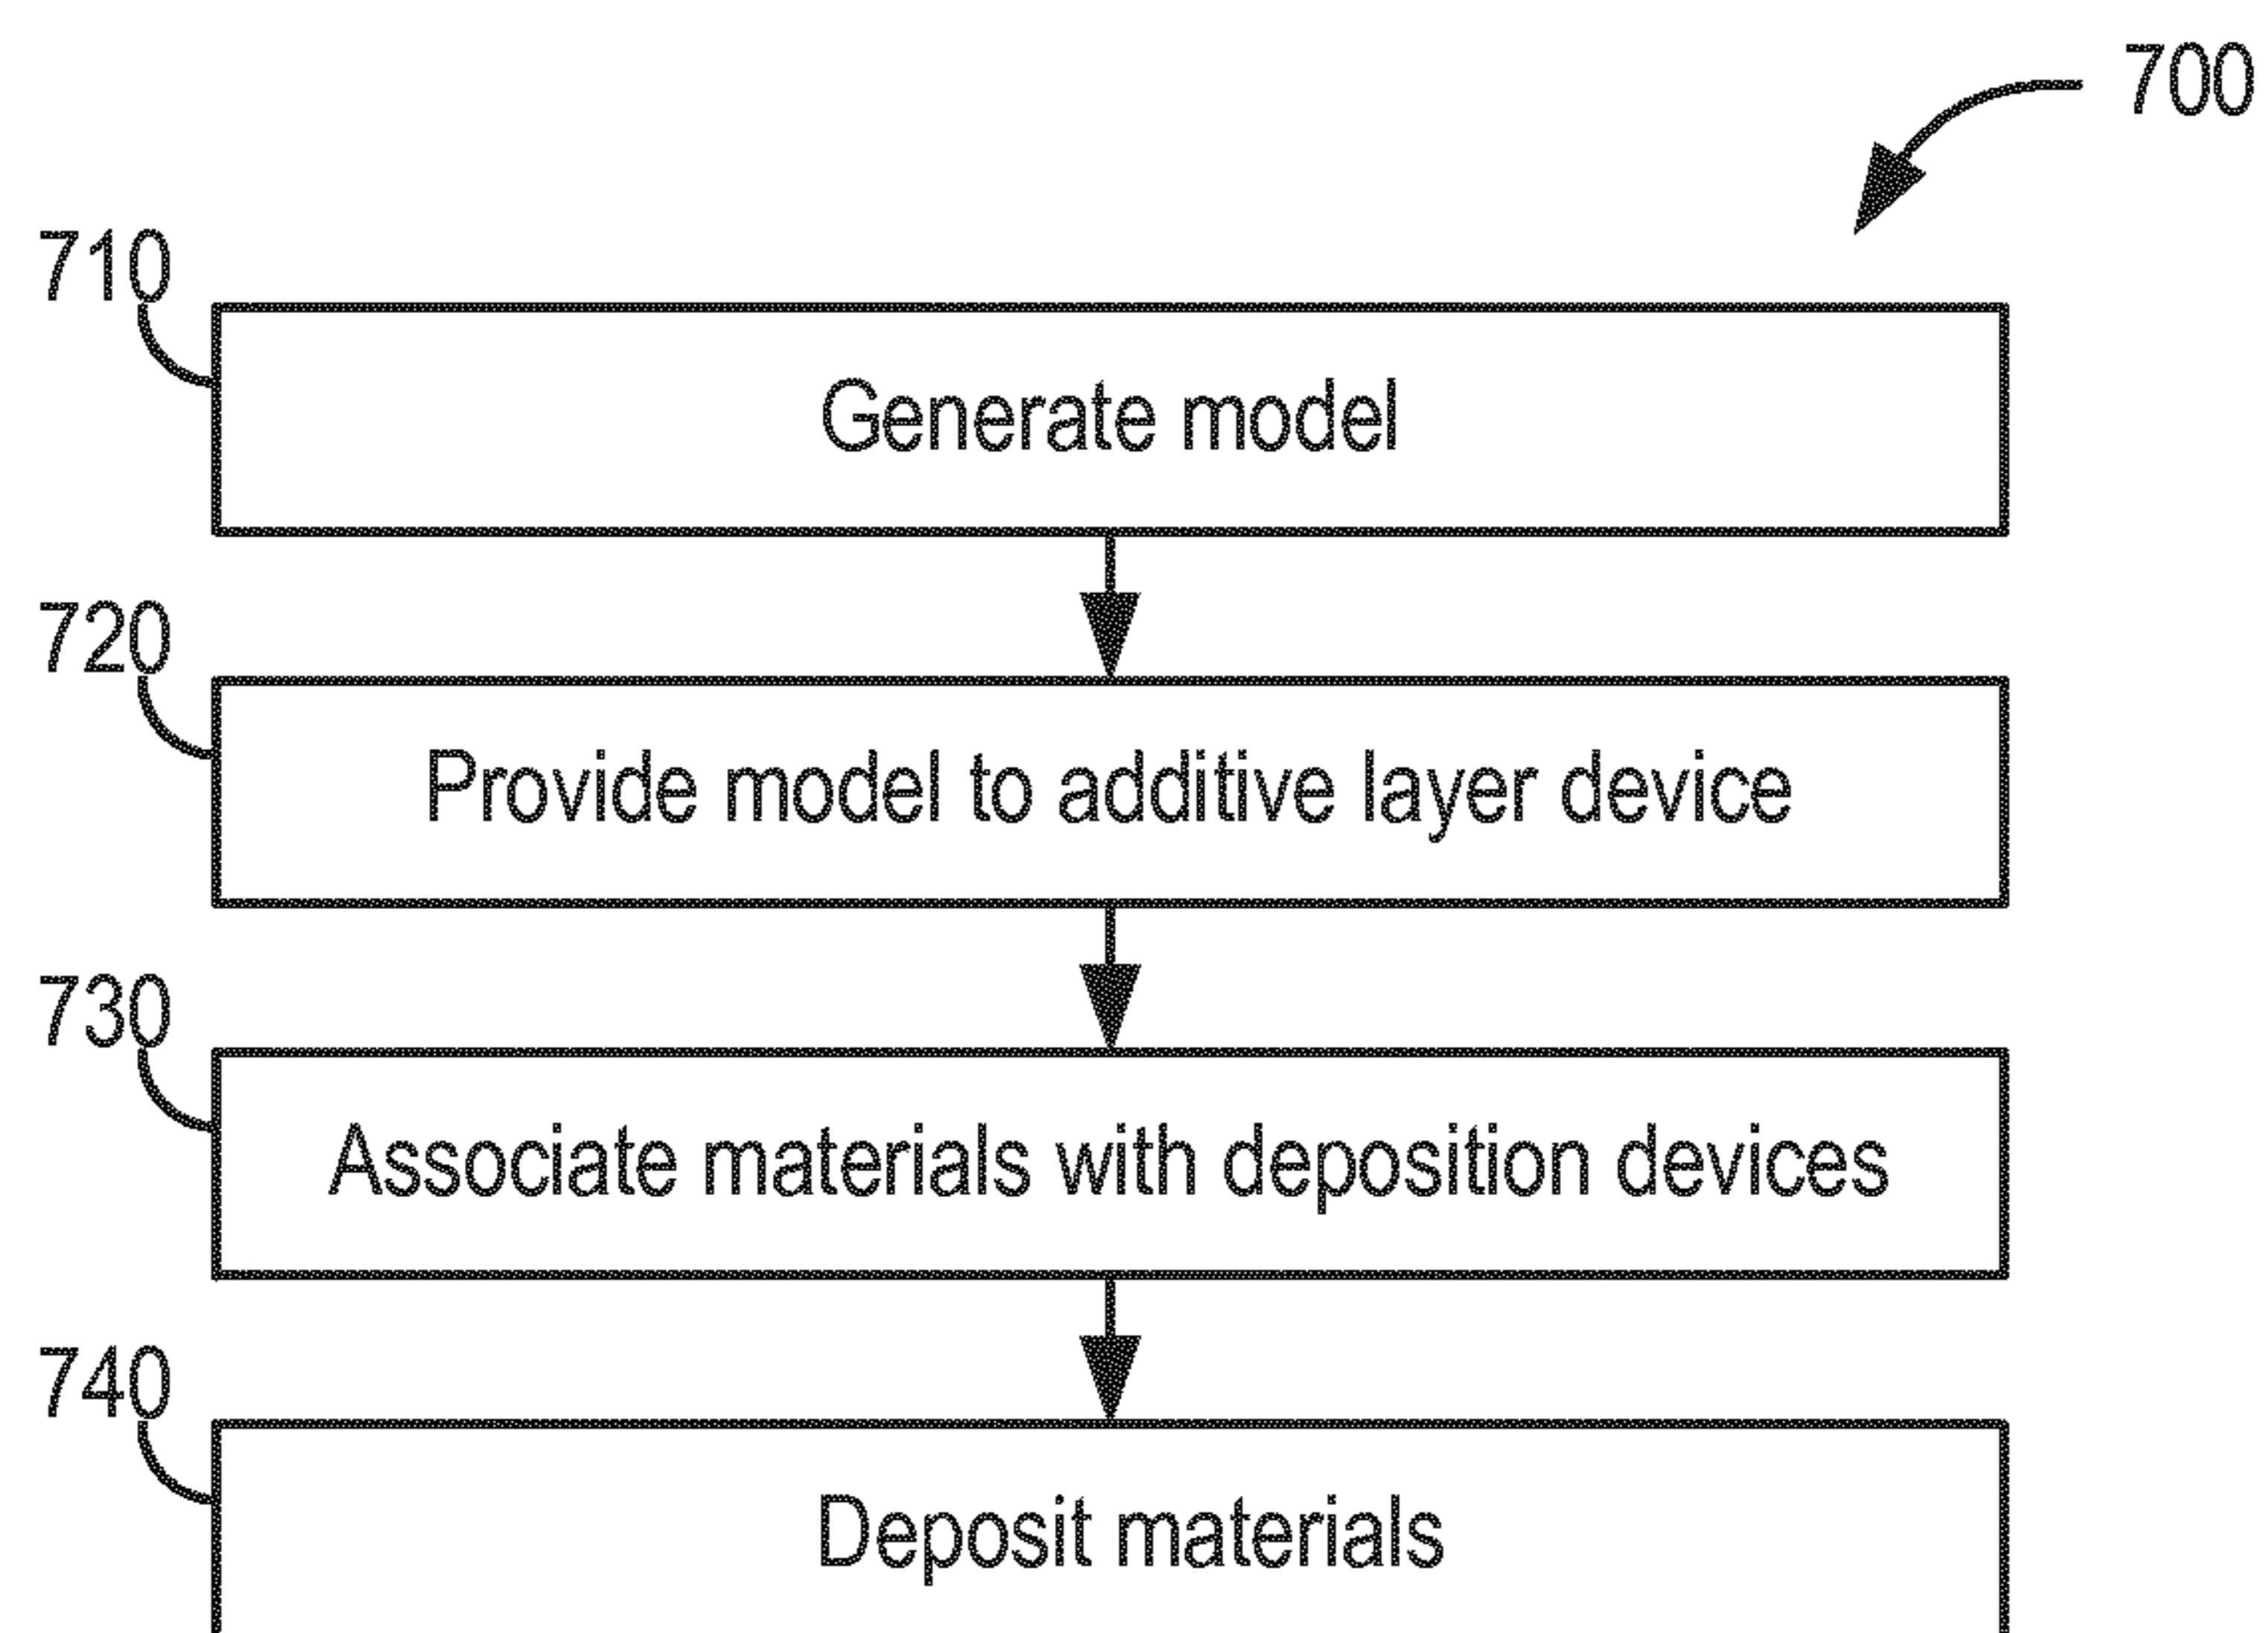 700
710
Generate model
720
Provide model to additive layer device
730
Associate materials with deposition devices
740
Deposit materials